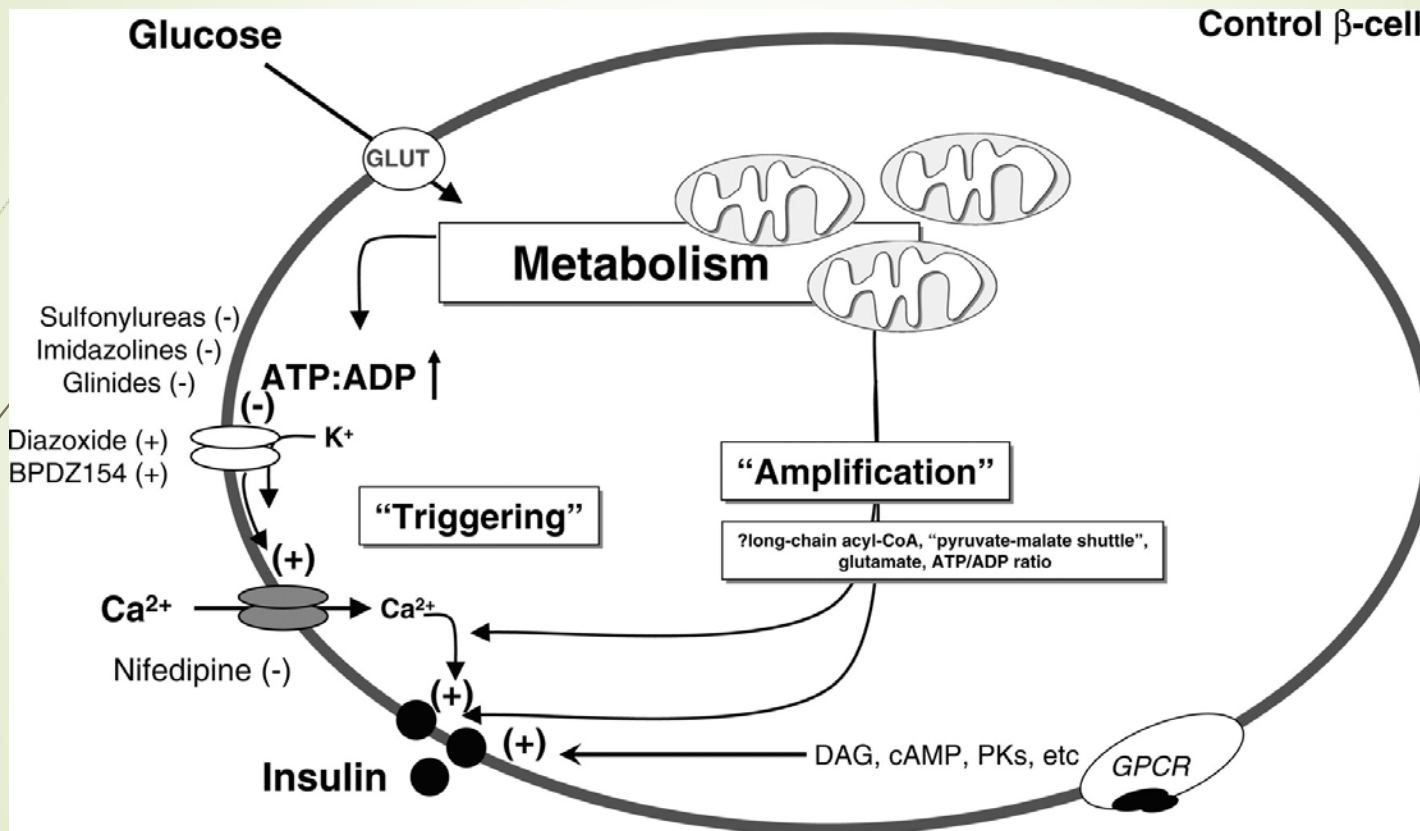 Glucose
Control β-cell
GLUT
Metabolism
Sulfonylureas (-)
Imidazolines (-)
Glinides (-)
ATP:ADP
(-)
Diazoxide (+)
BPDZ154 (+)
K⁺
"Triggering"
"Amplification"
?long-chain acyl-CoA, "pyruvate-malate shuttle",
glutamate, ATP/ADP ratio
(+)
Ca²⁺
Ca²⁺
Nifedipine (-)
(+)
(+)
Insulin
DAG, cAMP, PKs, etc
GPCR